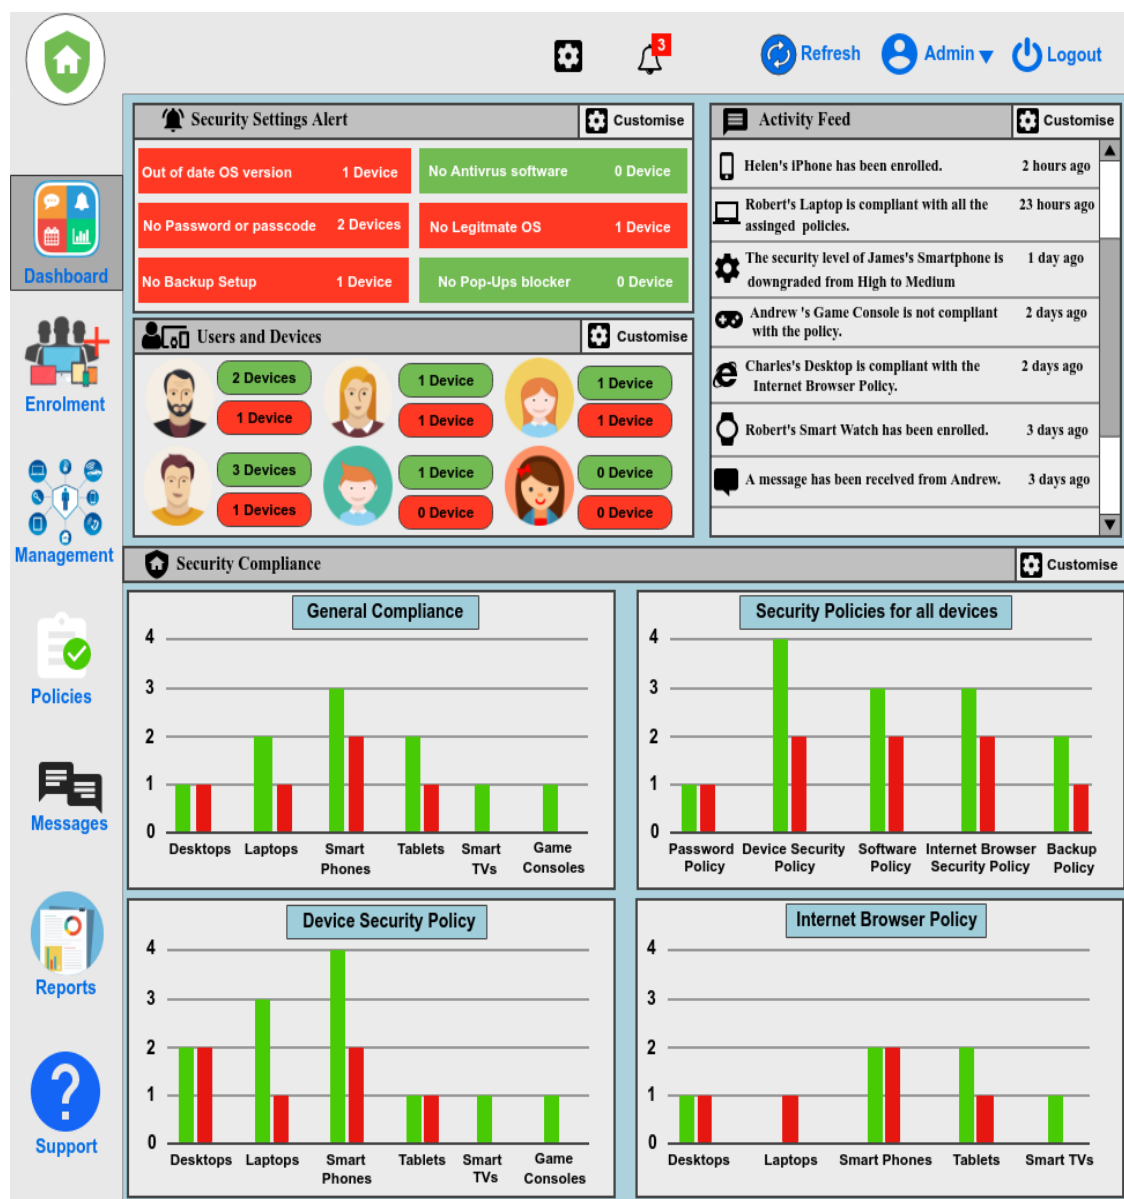 3
Refresh
Admin
Logout
Security Settings Alert
Customise
Out of date OS version 1 Device
No Antivrus software 0 Device
No Password or passcode 2 Devices
No Legitmate OS 1 Device
No Backup Setup 1 Device
No Pop-Ups blocker 0 Device
Activity Feed
Customise
Helen's iPhone has been enrolled. 2 hours ago
Robert's Laptop is compliant with all the 23 hours ago
assinged policies.
The security level of James's Smartphone is 1 day ago
downgraded from High to Medium
Andrew 's Game Console is not compliant 2 days ago
with the policy.
Charles's Desktop is compliant with the 2 days ago
Internet Browser Policy.
Robert's Smart Watch has been enrolled. 3 days ago
A message has been received from Andrew. 3 days ago
Users and Devices
Customise
2 Devices
1 Device
1 Device
1 Device
1 Device
1 Device
3 Devices
1 Devices
1 Device
0 Device
0 Device
0 Device
Dashboard
Enrolment
Management
Policies
Messages
Reports
Support
Security Compliance
Customise
General Compliance
4
3
2
1
0
Desktops Laptops Smart Tablets Smart Game
Phones TVs Consoles
Security Policies for all devices
4
3
2
1
0
Password Device Security Software Internet Browser Backup
Policy Policy Policy Security Policy Policy
Device Security Policy
4
3
2
1
0
Desktops Laptops Smart Tablets Smart Game
Phones TVs Consoles
Internet Browser Policy
4
3
2
1
0
Desktops Laptops Smart Phones Tablets Smart TVs